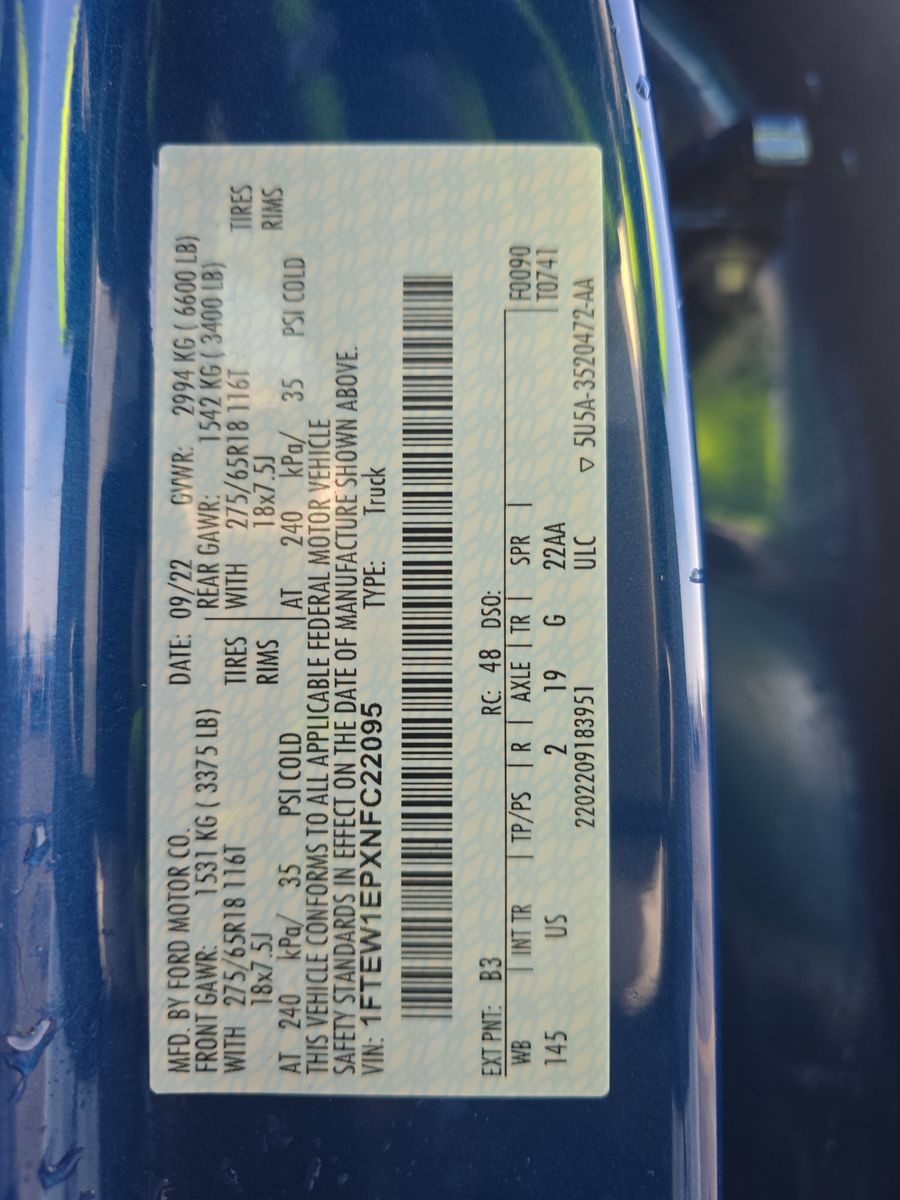 MFD. BY FORD MOTOR CO. DATE: 09/22 GVWR: 2994 KG ( 6600 LB)
FRONT GAWR: 1531 KG ( 3375 LB) REAR GAWR: 1542 KG ( 3400 LB)
WITH 275/65R18 116T TIRES WITH 275/65R18 116T TIRES
18x7.5J RIMS 18x7.5J RIMS
AT 240 kPa/ 35 PSI COLD AT 240 kPa/ 35 PSI COLD
THIS VEHICLE CONFORMS TO ALL APPLICABLE FEDERAL MOTOR VEHICLE
SAFETY STANDARDS IN EFFECT ON THE DATE OF MANUFACTURE SHOWN ABOVE.
VIN: 1FTEW1EPXNFC22095 TYPE: Truck
EXT PNT: B3 RC: 48 DSO:
WB | INT TR | TP/PS | R | AXLE | TR | SPR | F0090
145 US 2 19 G 22AA T0741
2202209183951 ULC ▽ 5U5A-3520472-AA